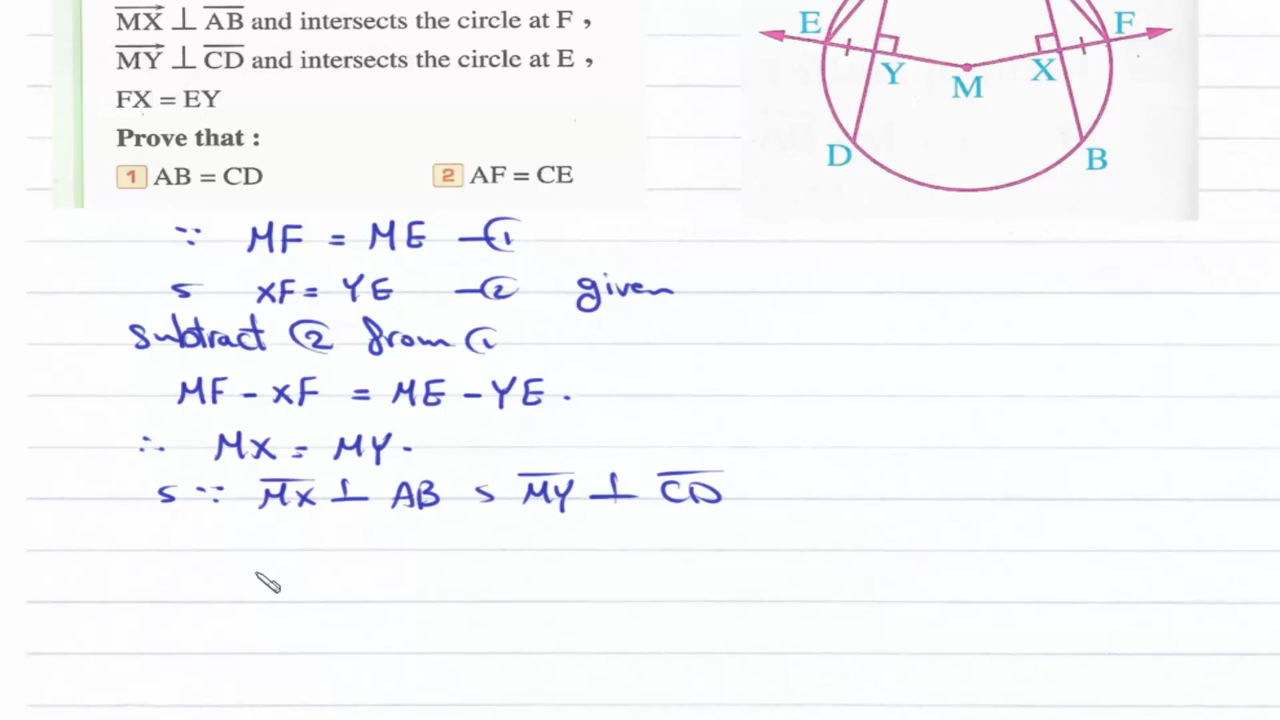 MX ⊥ AB and intersects the circle at F ,
MY ⊥ CD and intersects the circle at E ,
FX = EY
Prove that :
1 AB = CD 2 AF = CE
E F
Y M X
D B
∵ MF = ME —①
, XF = YE —② given
subtract ② from ①
MF - XF = ME - YE .
∴ MX = MY .
, ∵ MX ⊥ AB , MY ⊥ CD